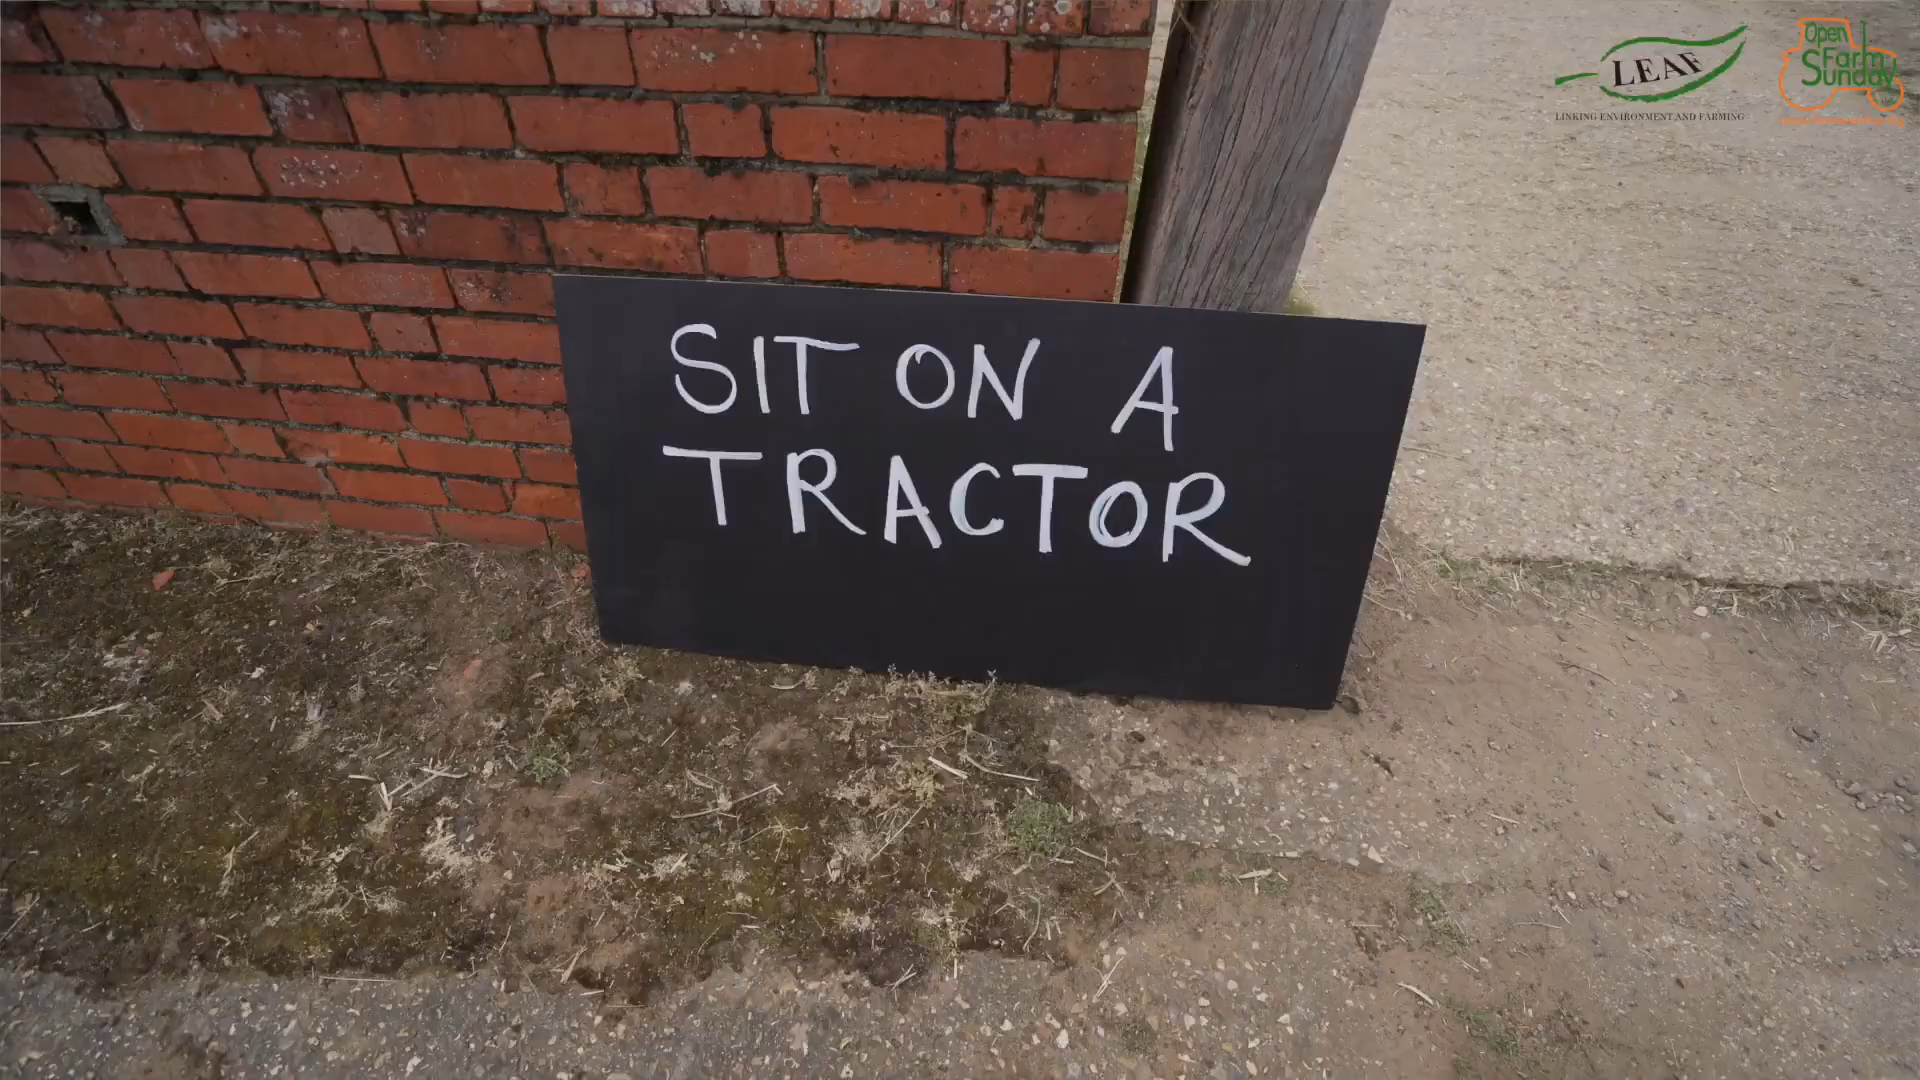 LEAF
LINKING ENVIRONMENT AND FARMING
Open
Farm
Sunday
SIT ON A
TRACTOR